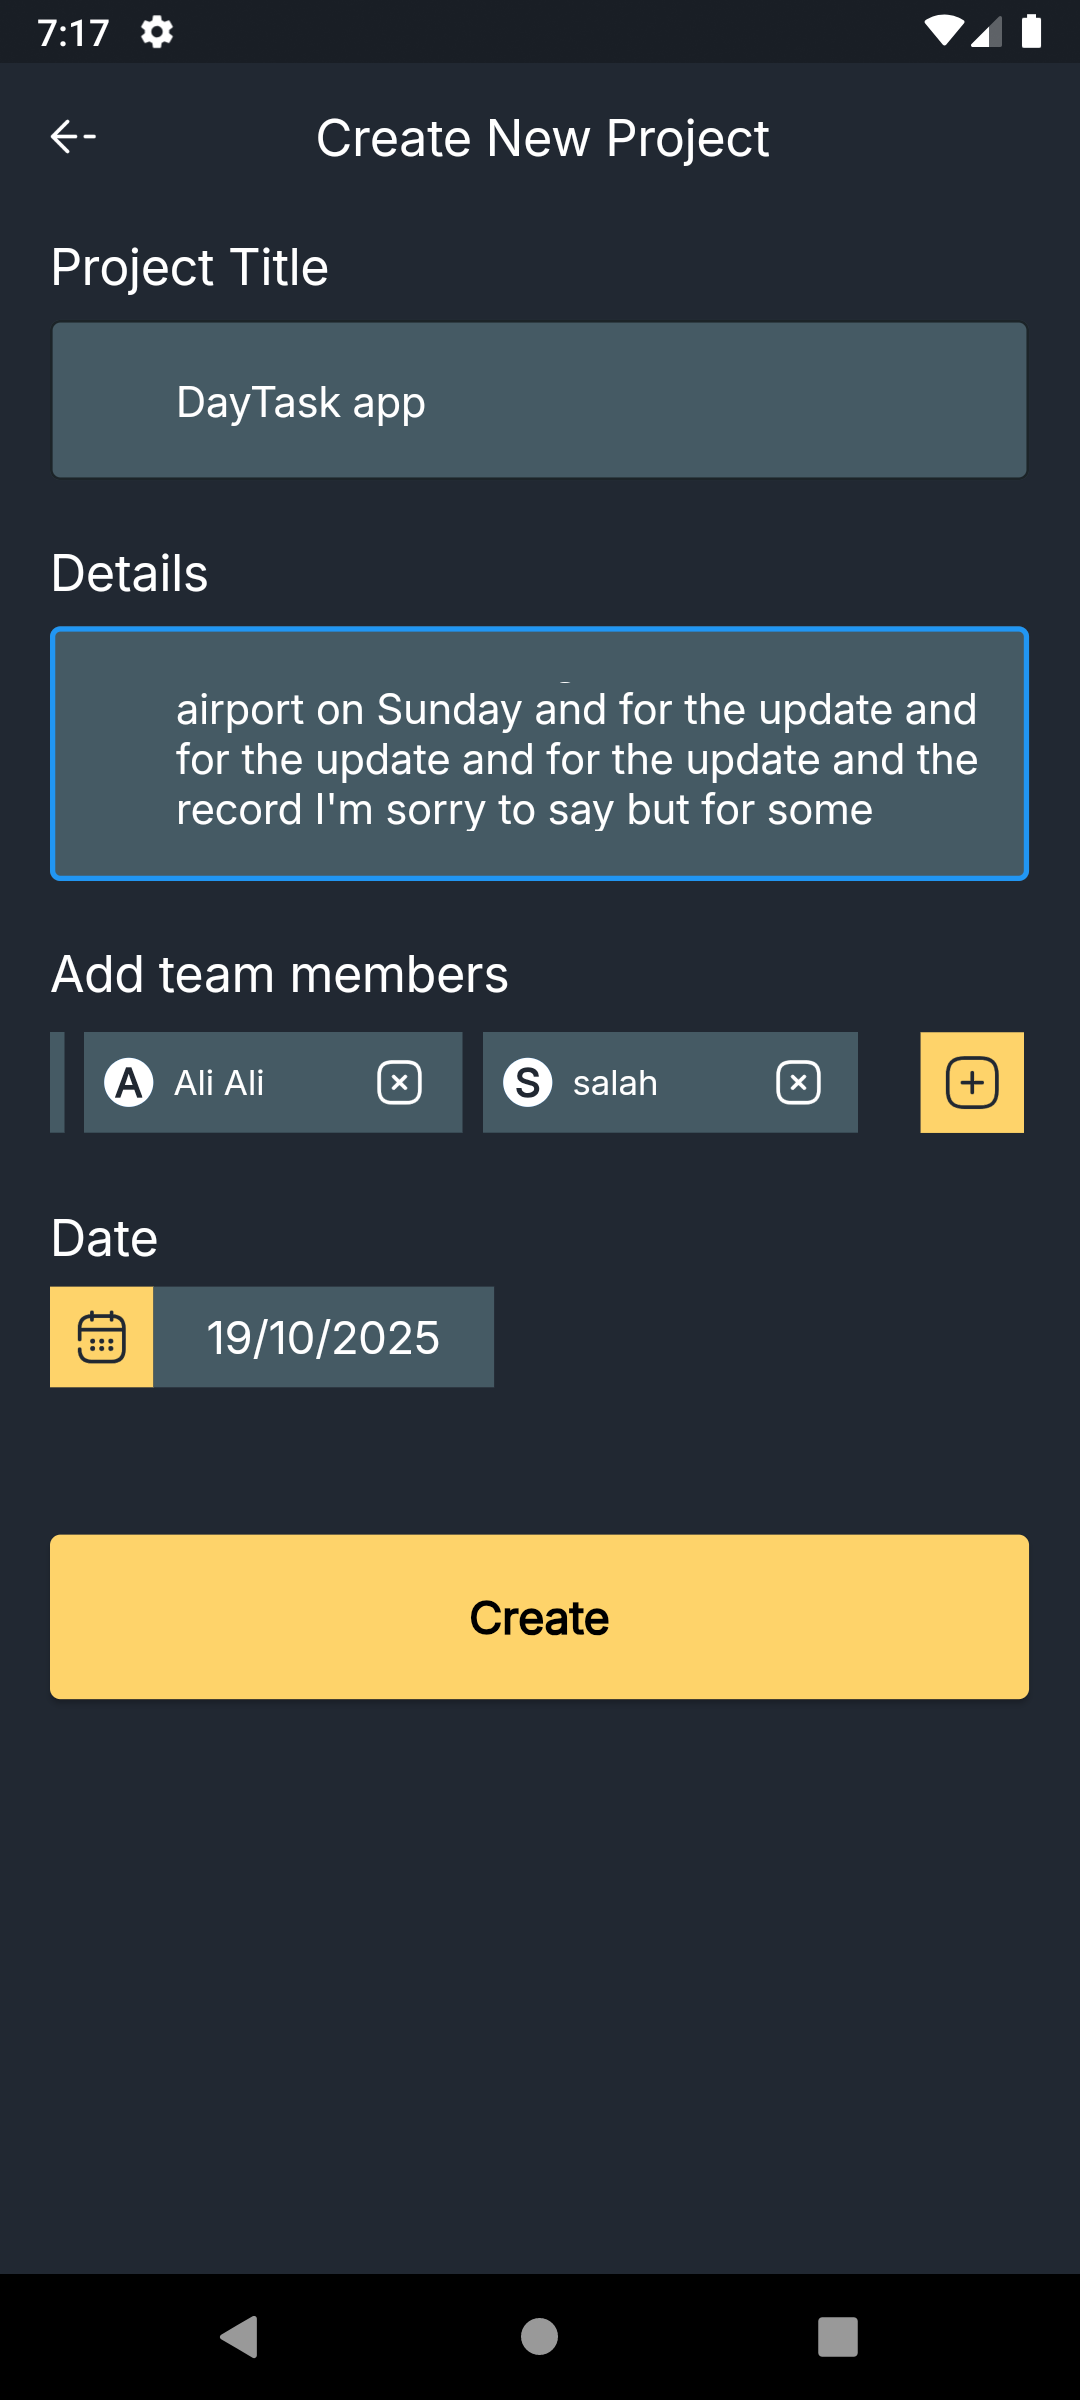 7:17
Create New Project
Project Title
DayTask app
Details
airport on Sunday and for the update and
for the update and for the update and the
record I'm sorry to say but for some
Add team members
A Ali Ali S salah
Date
19/10/2025
Create